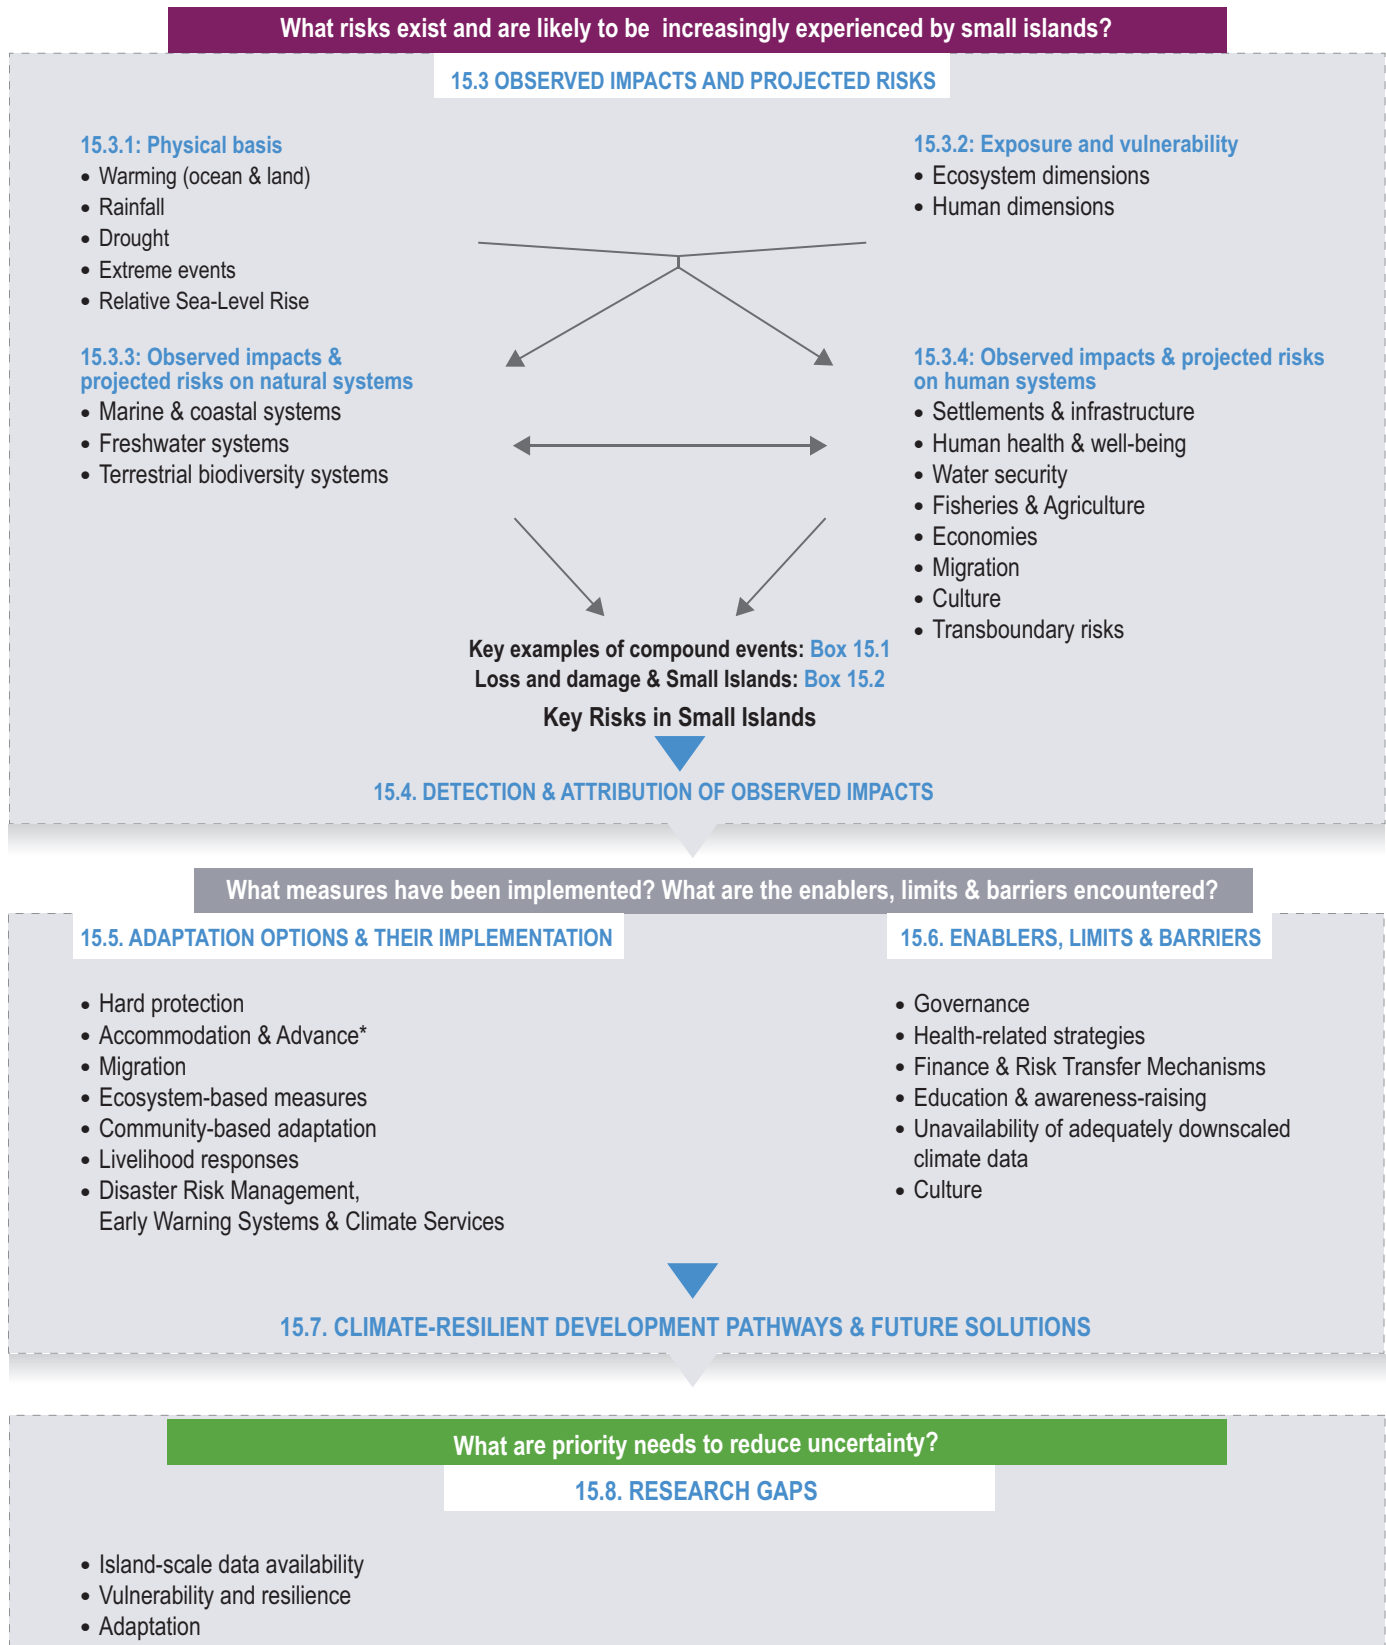 What risks exist and are likely to be increasingly experienced by small islands?
15.3 OBSERVED IMPACTS AND PROJECTED RISKS
15.3.1: Physical basis
• Warming (ocean & land)
• Rainfall
• Drought
• Extreme events
• Relative Sea-Level Rise
15.3.2: Exposure and vulnerability
• Ecosystem dimensions
• Human dimensions
15.3.3: Observed impacts &
projected risks on natural systems
• Marine & coastal systems
• Freshwater systems
• Terrestrial biodiversity systems
15.3.4: Observed impacts & projected risks
on human systems
• Settlements & infrastructure
• Human health & well-being
• Water security
• Fisheries & Agriculture
• Economies
• Migration
• Culture
• Transboundary risks
Key examples of compound events: Box 15.1
Loss and damage & Small Islands: Box 15.2
Key Risks in Small Islands
15.4. DETECTION & ATTRIBUTION OF OBSERVED IMPACTS
What measures have been implemented? What are the enablers, limits & barriers encountered?
15.5. ADAPTATION OPTIONS & THEIR IMPLEMENTATION
• Hard protection
• Accommodation & Advance*
• Migration
• Ecosystem-based measures
• Community-based adaptation
• Livelihood responses
• Disaster Risk Management,
Early Warning Systems & Climate Services
15.6. ENABLERS, LIMITS & BARRIERS
• Governance
• Health-related strategies
• Finance & Risk Transfer Mechanisms
• Education & awareness-raising
• Unavailability of adequately downscaled
climate data
• Culture
15.7. CLIMATE-RESILIENT DEVELOPMENT PATHWAYS & FUTURE SOLUTIONS
What are priority needs to reduce uncertainty?
15.8. RESEARCH GAPS
• Island-scale data availability
• Vulnerability and resilience
• Adaptation